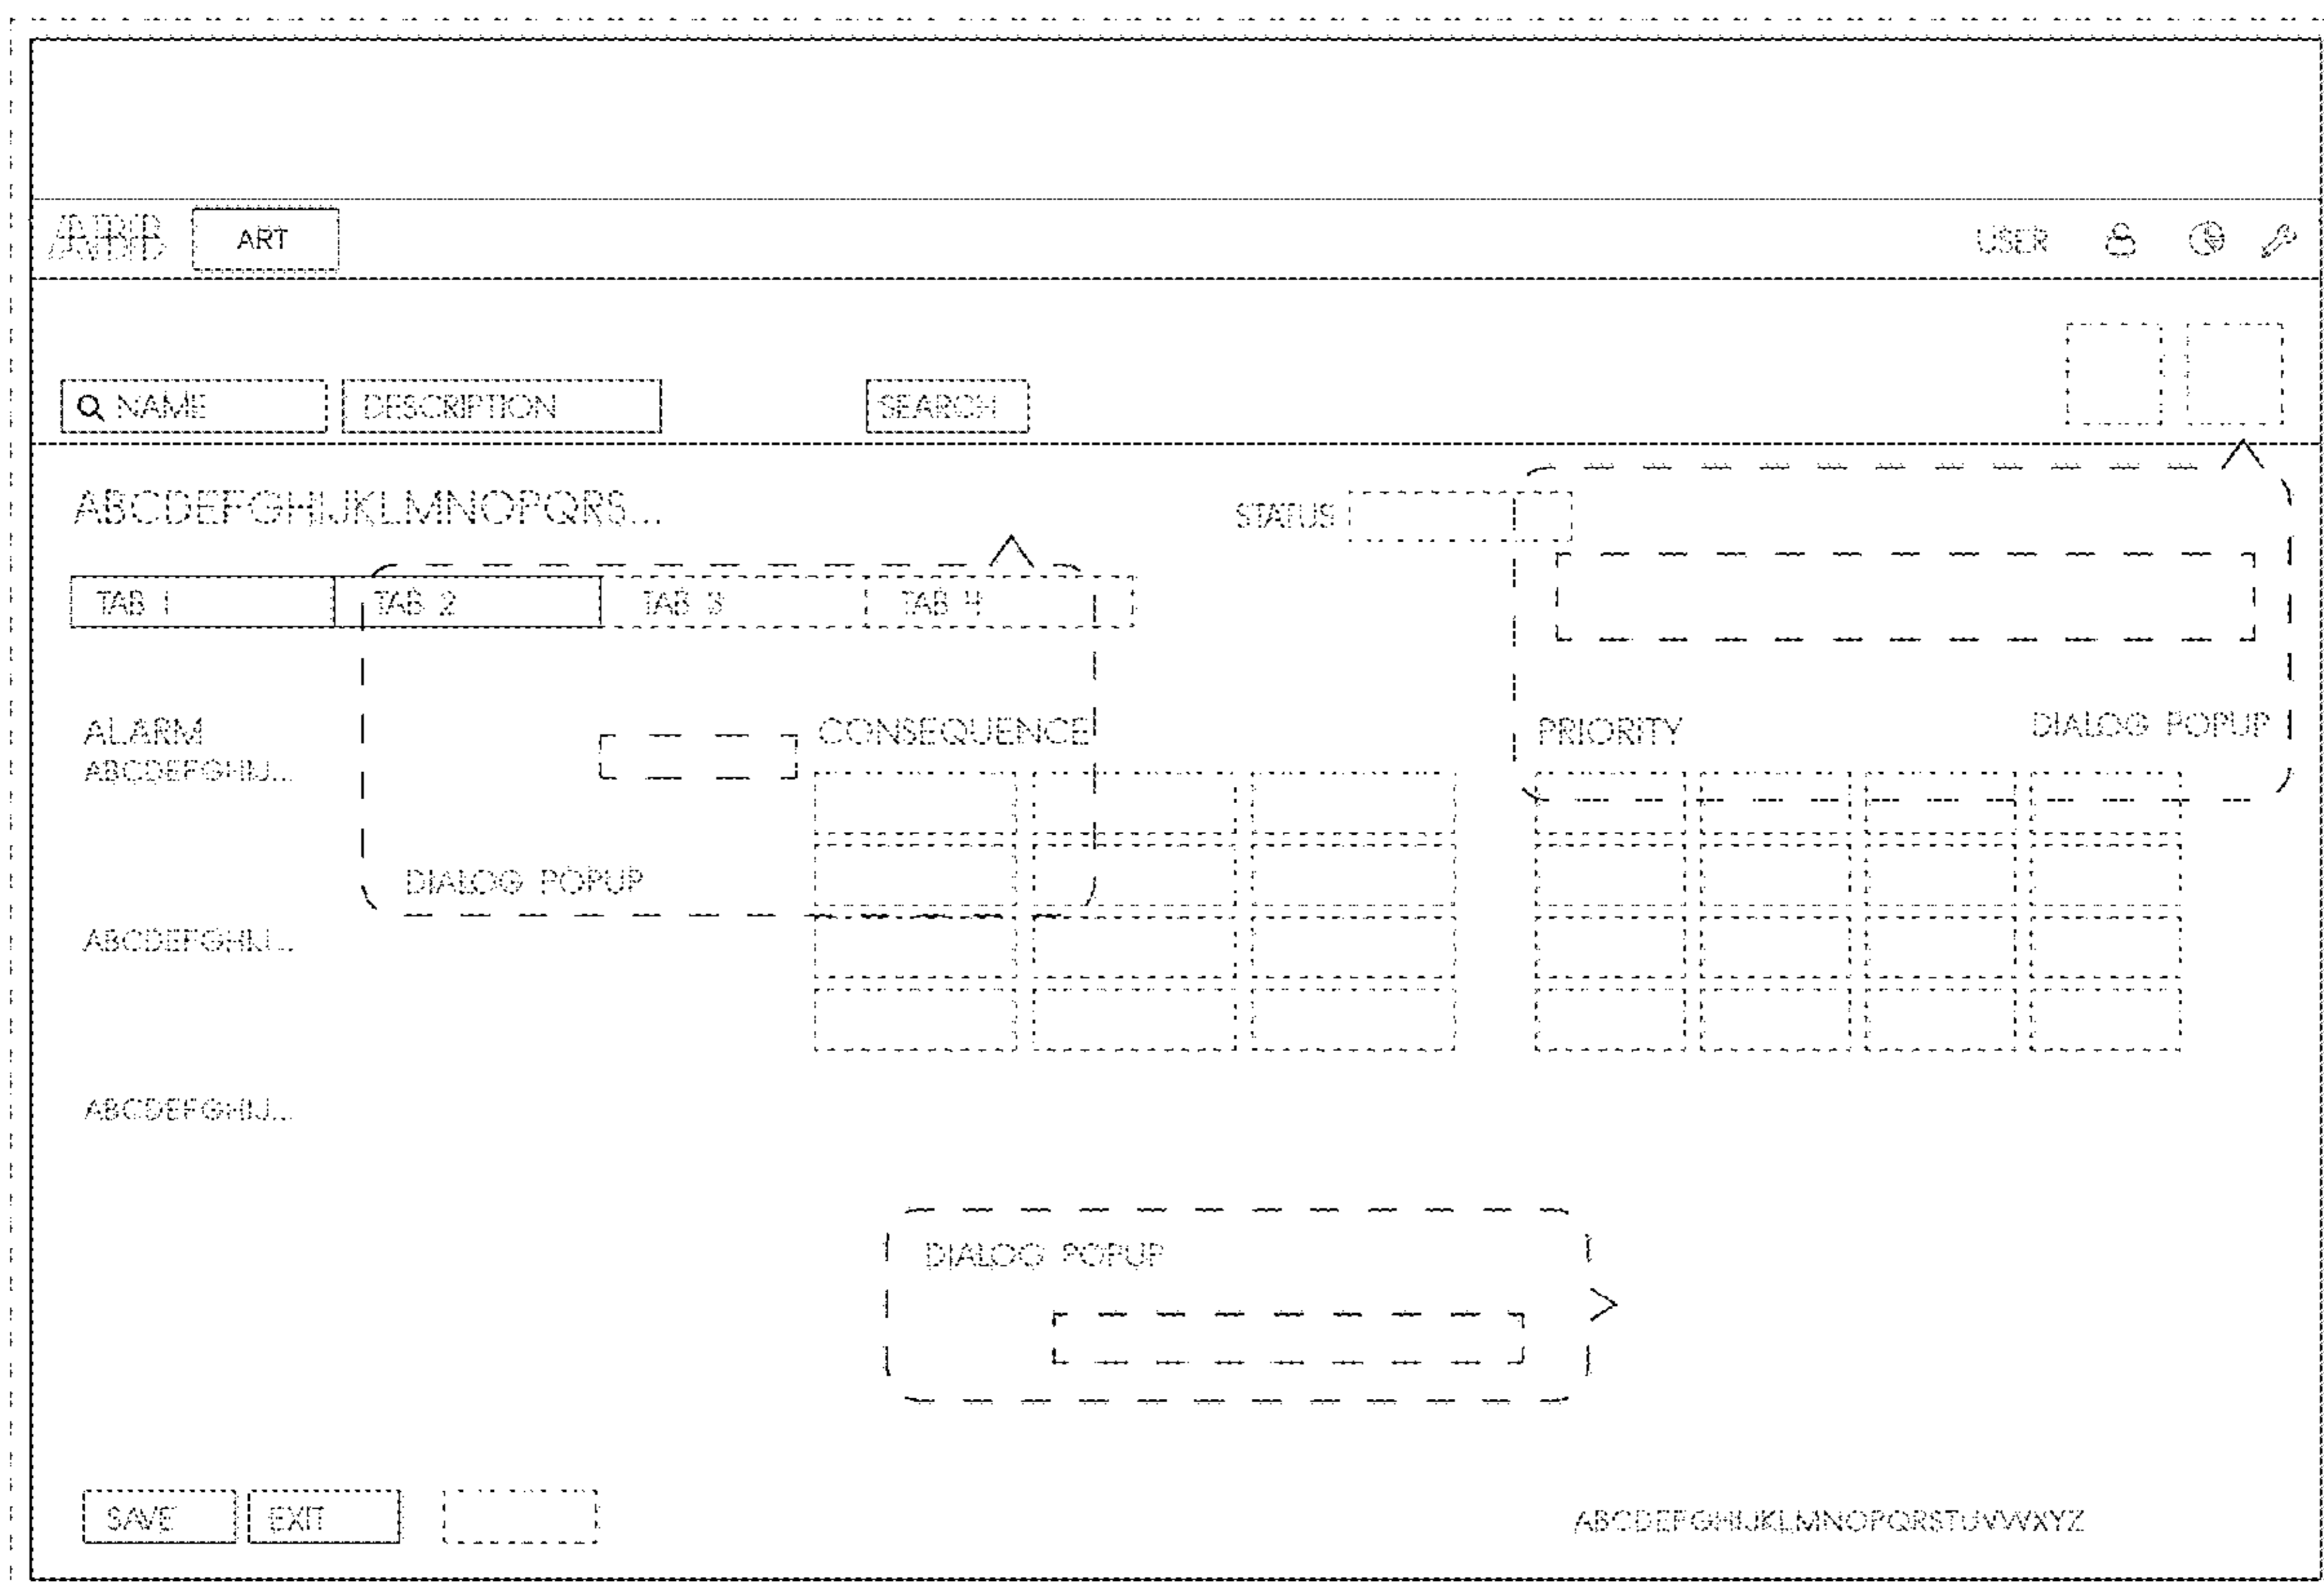 ABB ART USER
NAME DESCRIPTION SEARCH
ABCDEFGHIJKLMNOPQRS... STATUS
TAB 1 TAB 2 TAB 3 TAB 4
ALARM CONSEQUENCE PRIORITY DIALOG POPUP
ABCDEFGHIJ...
DIALOG POPUP
ABCDEFGHIJ...
ABCDEFGHIJ...
DIALOG POPUP
SAVE EXIT ABCDEFGHIJKLMNOPQRSTUVWXYZ